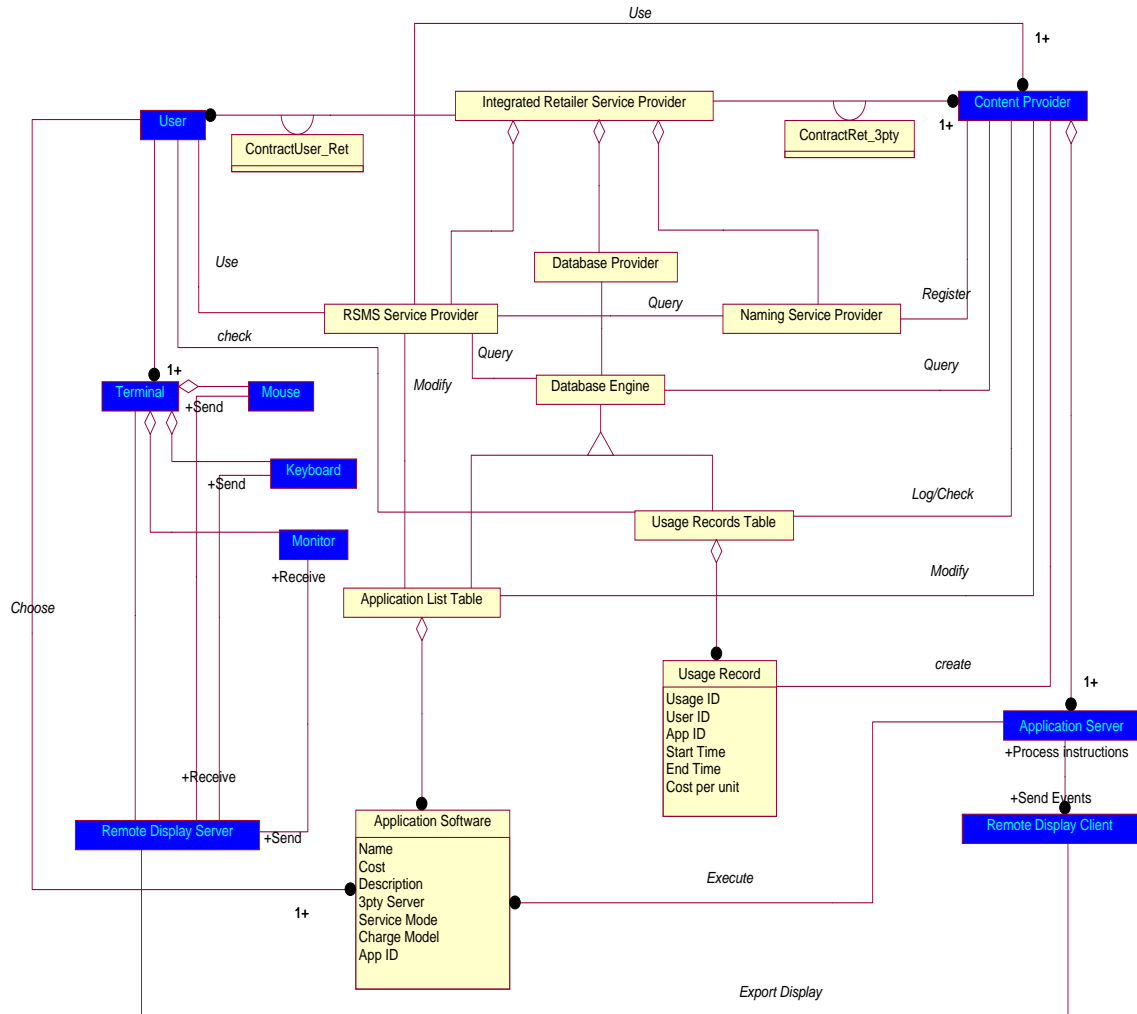 Use
1+
Integrated Retailer Service Provider
Content Prvoider
User
1+
ContractUser_Ret
ContractRet_3pty
Use
Database Provider
RSMS Service Provider
Query
Naming Service Provider
Register
check
Query
1+
Modify
Database Engine
Query
Terminal
Mouse
+Send
Keyboard
+Send
Log/Check
Usage Records Table
Monitor
+Receive
Modify
Choose
Application List Table
Usage Record
create
Usage ID
User ID
App ID
Start Time
End Time
Cost per unit
1+
Application Server
+Process instructions
+Receive
+Send Events
Remote Display Server
+Send
Application Software
Remote Display Client
Name
Cost
Description
3pty Server
Service Mode
Charge Model
App ID
Execute
1+
Export Display